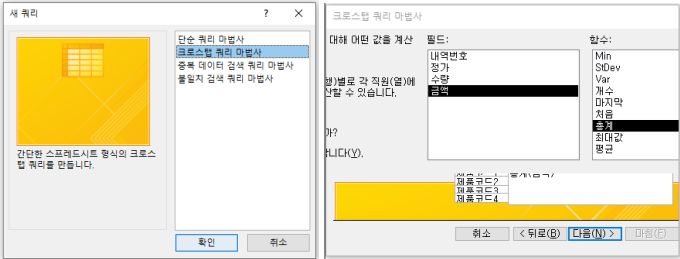 새 쿼리
?
단순 쿼리 마법사
크로스탭 쿼리 마법사
중복 데이터 검색 쿼리 마법사
불일치 검색 쿼리 마법사
간단한 스프레드시트 형식의 크로스
탭 쿼리를 만듭니다.
확인
취소
크로스탭 쿼리 마법사
대해 어떤 값을 계산
필드:
함수:
내역번호
정가
수량
금액
Min
StDev
Var
개수
마지막
처음
총계
최대값
평균
행)별로 각 직원(열)에
산할 수 있습니다.
까?
합니다(Y).
제품코드2
제품코드3
제품코드4
취소
< 뒤로(B)
다음(N) >
마침(F)